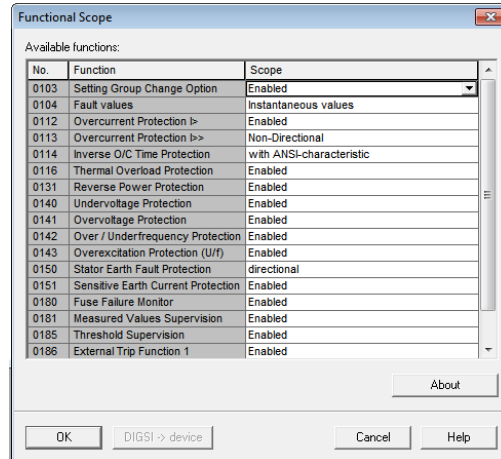 Functional Scope
Available functions:
No. Function Scope
0103 Setting Group Change Option Enabled
0104 Fault values Instantaneous values
0112 Overcurrent Protection I> Enabled
0113 Overcurrent Protection I>> Non-Directional
0114 Inverse O/C Time Protection with ANSI-characteristic
0116 Thermal Overload Protection Enabled
0131 Reverse Power Protection Enabled
0140 Undervoltage Protection Enabled
0141 Overvoltage Protection Enabled
0142 Over / Underfrequency Protection Enabled
0143 Overexcitation Protection (U/f) Enabled
0150 Stator Earth Fault Protection directional
0151 Sensitive Earth Current Protection Enabled
0180 Fuse Failure Monitor Enabled
0181 Measured Values Supervision Enabled
0185 Threshold Supervision Enabled
0186 External Trip Function 1 Enabled
About
OK DIGSI -> device Cancel Help